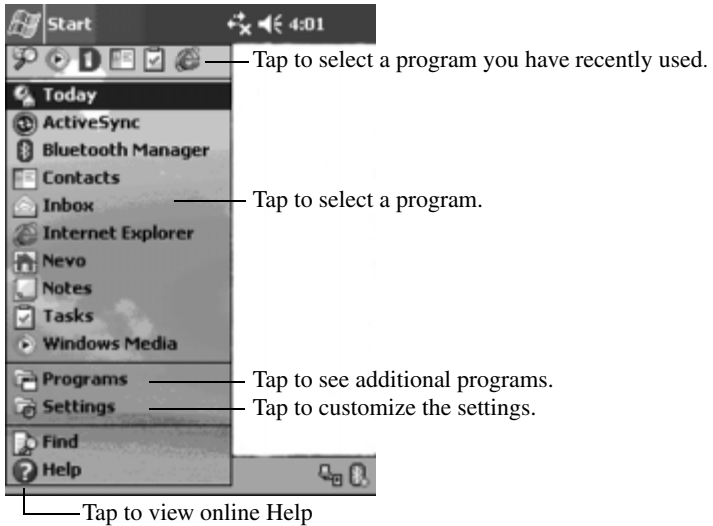 Start 4:01
Tap to select a program you have recently used.
Today
ActiveSync
Bluetooth Manager
Contacts
Inbox
Tap to select a program.
Internet Explorer
Nevo
Notes
Tasks
Windows Media
Programs
Tap to see additional programs.
Settings
Tap to customize the settings.
Find
Help
Tap to view online Help